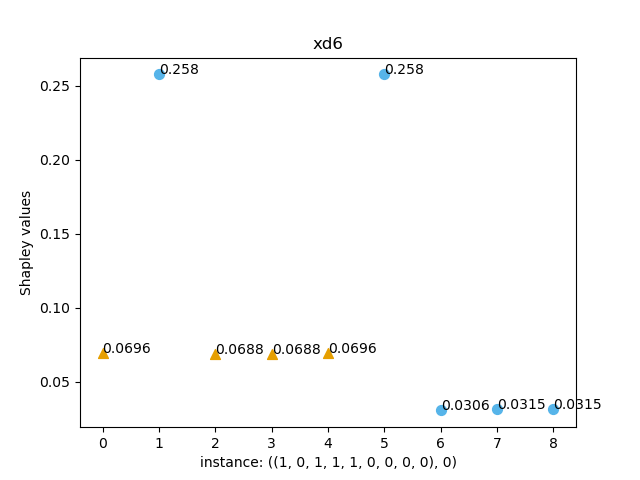 xd6
Shapley values
0.25
0.20
0.15
0.10
0.05
0.258 0.258
0.0696 0.0688 0.0688 0.0696
0.0306 0.0315 0.0315
0 1 2 3 4 5 6 7 8
instance: ((1, 0, 1, 1, 1, 0, 0, 0, 0), 0)